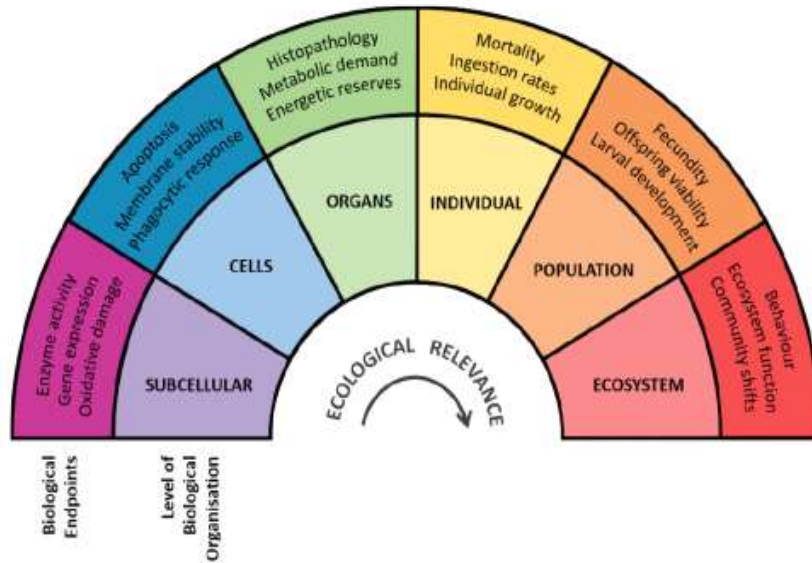 Enzyme activity
Gene expression
Oxidative damage
Apoptosis
Membrane stability
Phagocytic response
Histopathology
Metabolic demand
Energetic reserves
Mortality
Ingestion rates
Individual growth
Fecundity
Offspring viability
Larval development
Behaviour
Ecosystem function
Community shifts
SUBCELLULAR
CELLS
ORGANS
INDIVIDUAL
POPULATION
ECOSYSTEM
ECOLOGICAL RELEVANCE
Biological
Endpoints
Level of
Biological
Organisation